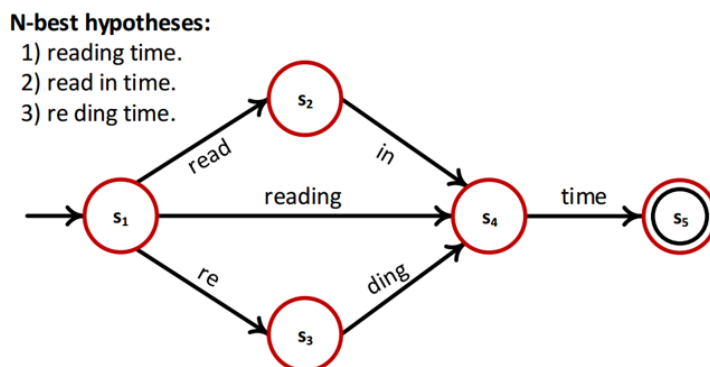 N-best hypotheses:
1) reading time.
2) read in time.
3) re ding time.
s2
read
in
s1
reading
s4
time
s5
re
ding
s3